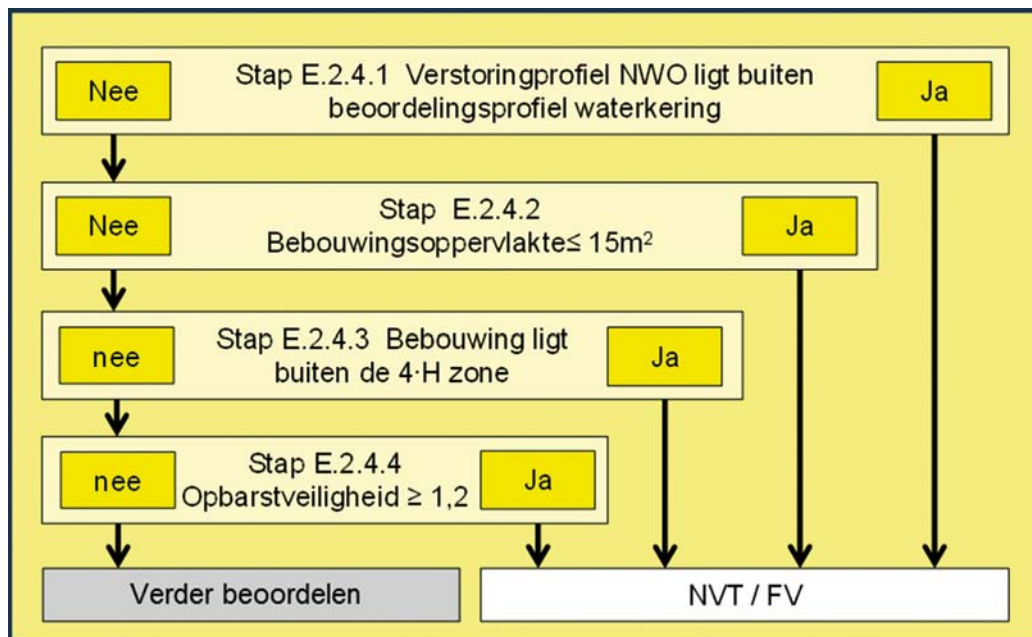 Nee
Stap E.2.4.1 Verstoringprofiel NWO ligt buiten
beoordelingsprofiel waterkering
Ja
Nee
Stap E.2.4.2
Bebouwingsoppervlakte≤ 15m²
Ja
nee
Stap E.2.4.3 Bebouwing ligt
buiten de 4·H zone
Ja
nee
Stap E.2.4.4
Opbarstveiligheid ≥ 1,2
Ja
Verder beoordelen
NVT / FV